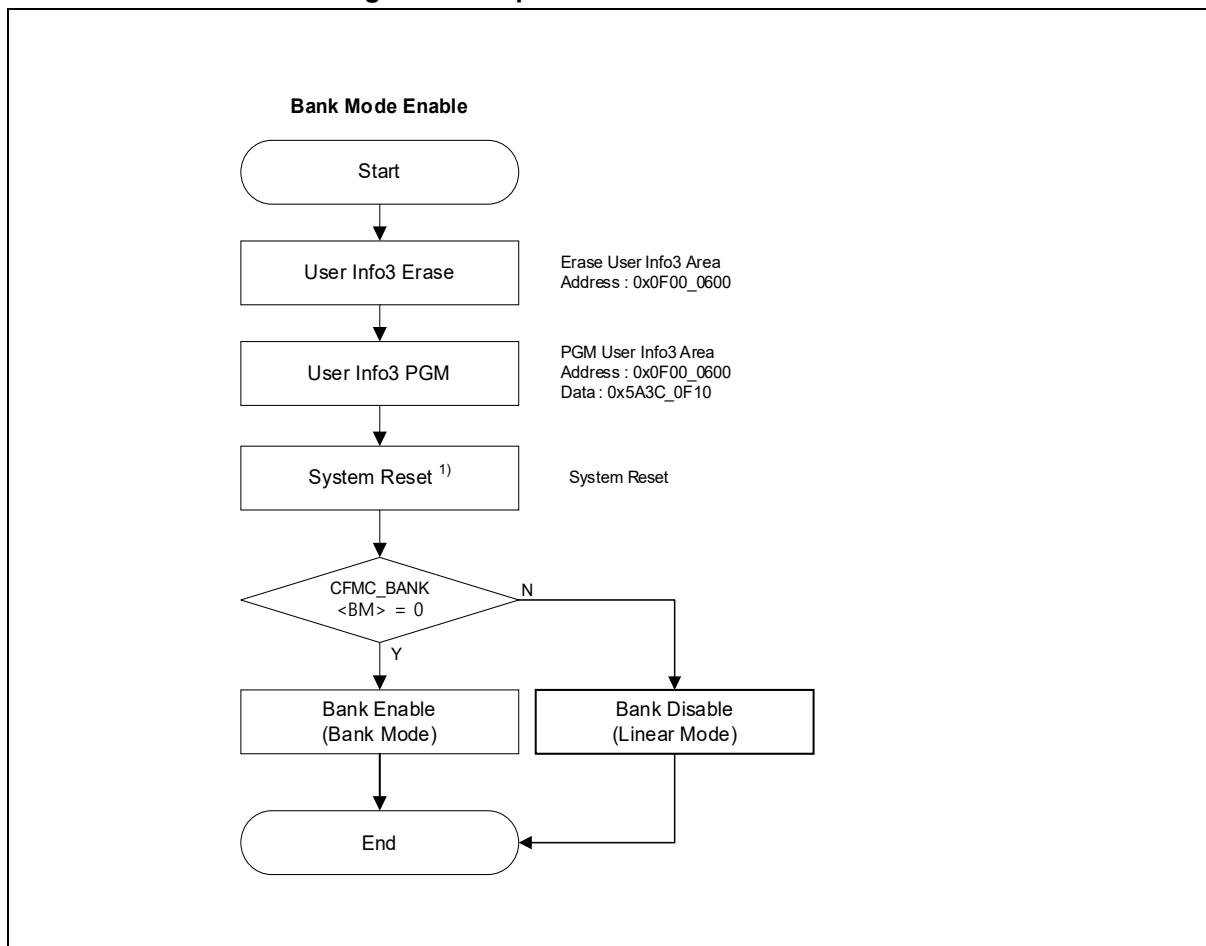 Bank Mode Enable
Start
User Info3 Erase
Erase User Info3 Area
Address : 0x0F00_0600
User Info3 PGM
PGM User Info3 Area
Address : 0x0F00_0600
Data : 0x5A3C_0F10
System Reset 1)
System Reset
CFMC_BANK
<BM> = 0
N
Y
Bank Enable
(Bank Mode)
Bank Disable
(Linear Mode)
End